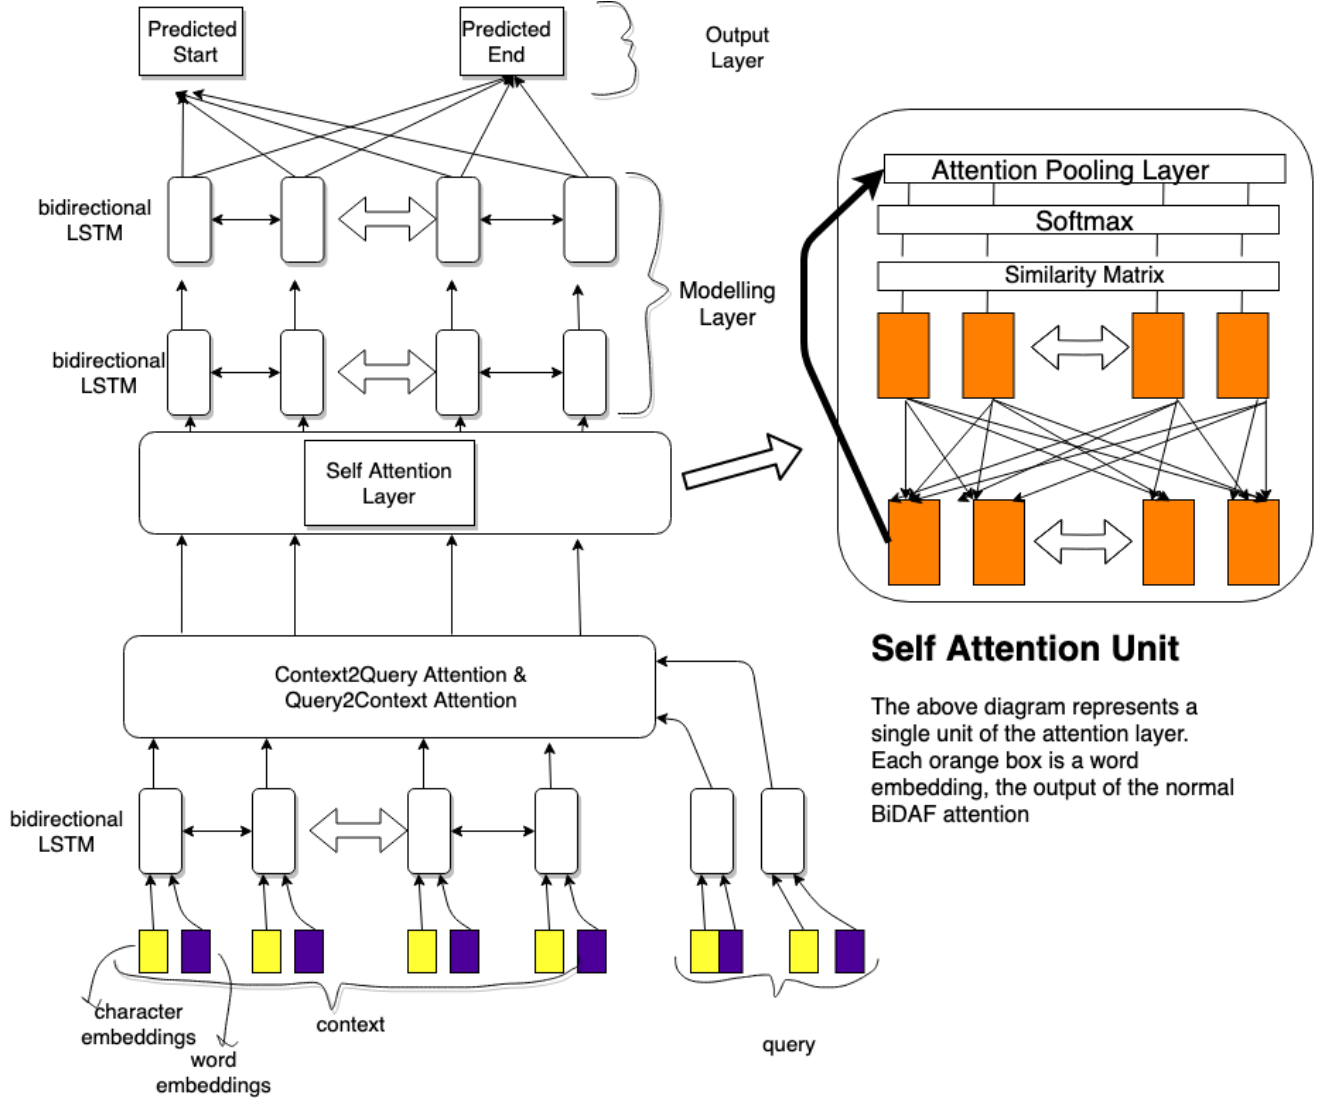 Predicted
Start
Predicted
End
Output
Layer
bidirectional
LSTM
Modelling
Layer
bidirectional
LSTM
Self Attention
Layer
Context2Query Attention &
Query2Context Attention
bidirectional
LSTM
character
embeddings
word
embeddings
context
query
Attention Pooling Layer
Softmax
Similarity Matrix
Self Attention Unit
The above diagram represents a
single unit of the attention layer.
Each orange box is a word
embedding, the output of the normal
BiDAF attention